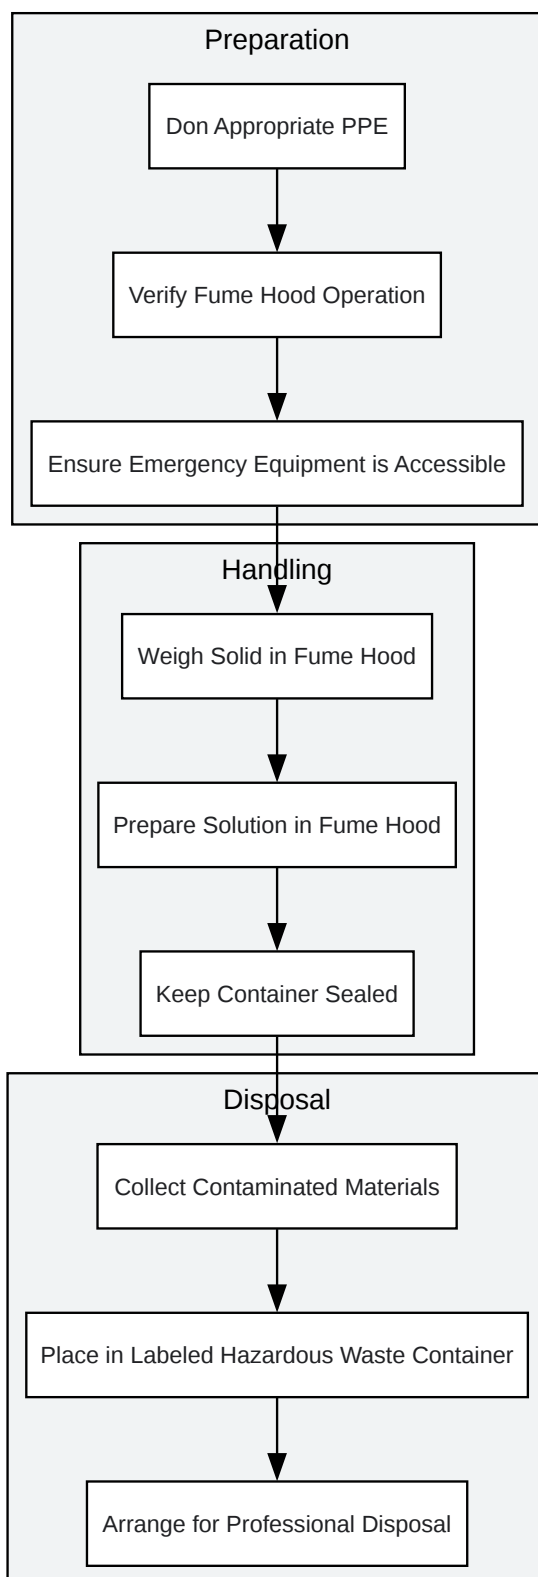 Preparation
Don Appropriate PPE
Verify Fume Hood Operation
Ensure Emergency Equipment is Accessible
Handling
Weigh Solid in Fume Hood
Prepare Solution in Fume Hood
Keep Container Sealed
Disposal
Collect Contaminated Materials
Place in Labeled Hazardous Waste Container
Arrange for Professional Disposal